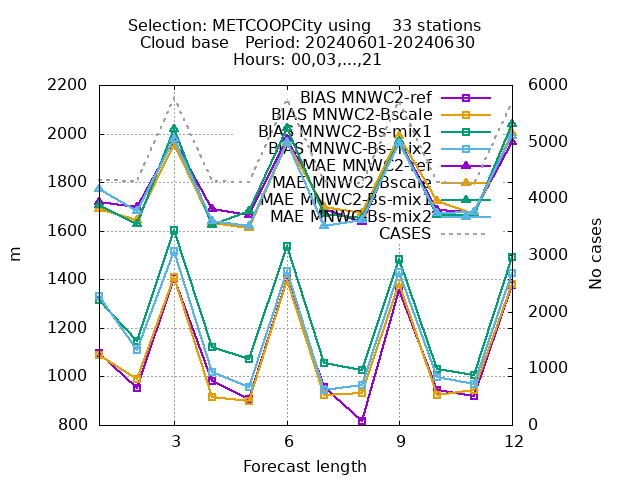 Selection: METCOOPCity using    33 stations
Cloud base   Period: 20240601-20240630
Hours: 00,03,...,21
2200
2000
1800
1600
1400
1200
1000
800
m
6000
5000
4000
3000
2000
1000
0
No cases
BIAS MNWC2-ref
BIAS MNWC2-Bscale
BIAS MNWC2-Bs-mix1
BIAS MNWC-Bs-mix2
MAE MNWC2-ref
MAE MNWC2-Bscale
MAE MNWC2-Bs-mix1
MAE MNWC-Bs-mix2
CASES
3
6
9
12
Forecast length